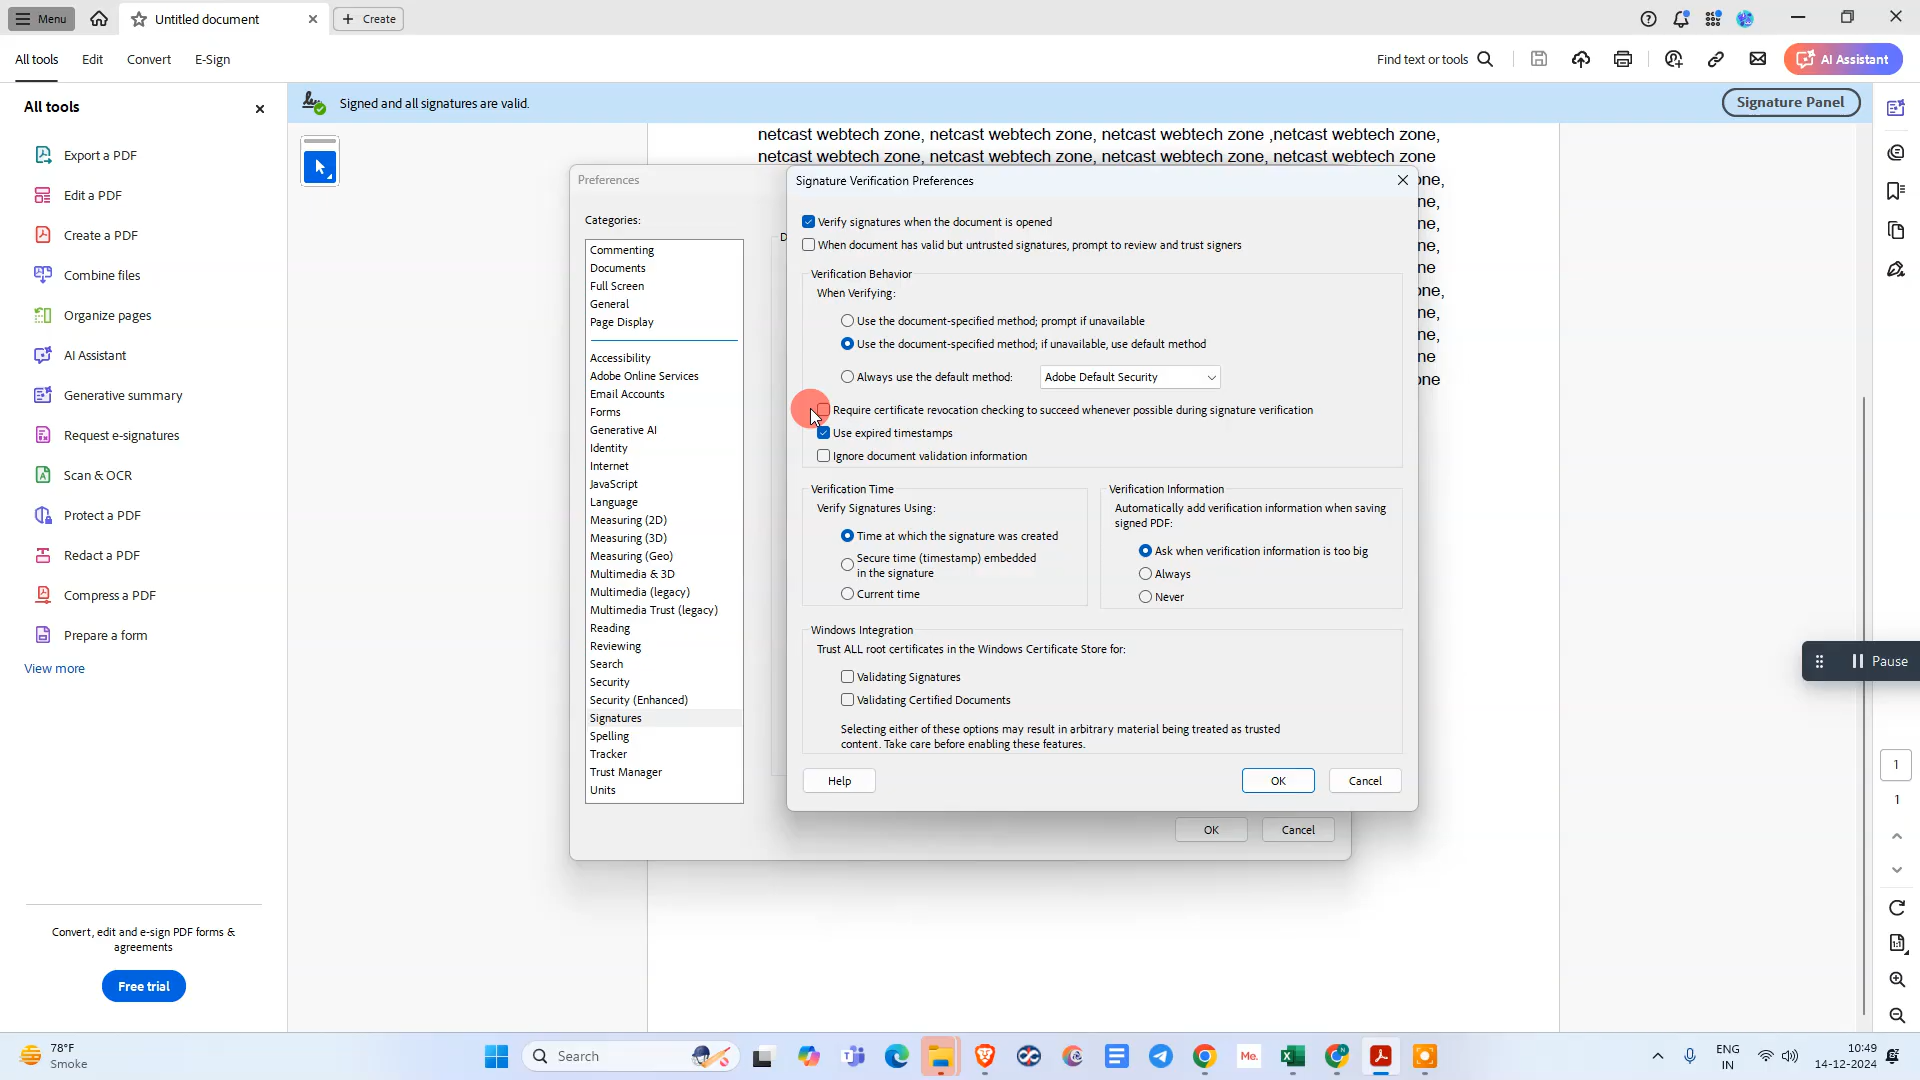 Menu
Untitled document
Create
All tools
Edit
Convert
E-Sign
Find text or tools
AI Assistant
All tools
Signed and all signatures are valid.
Signature Panel
Export a PDF
Edit a PDF
Create a PDF
Combine files
Organize pages
AI Assistant
Generative summary
Request e-signatures
Scan & OCR
Protect a PDF
Redact a PDF
Compress a PDF
Prepare a form
View more
Convert, edit and e-sign PDF forms &
agreements
Free trial
netcast webtech zone, netcast webtech zone, netcast webtech zone ,netcast webtech zone,
netcast webtech zone, netcast webtech zone, netcast webtech zone, netcast webtech zone
one,
ne,
ne,
ne,
ne
one,
ne,
ne,
ne
one
Preferences
Categories:
Commenting
Documents
Full Screen
General
Page Display
Accessibility
Adobe Online Services
Email Accounts
Forms
Generative AI
Identity
Internet
JavaScript
Language
Measuring (2D)
Measuring (3D)
Measuring (Geo)
Multimedia & 3D
Multimedia (legacy)
Multimedia Trust (legacy)
Reading
Reviewing
Search
Security
Security (Enhanced)
Signatures
Spelling
Tracker
Trust Manager
Units
D
OK
Cancel
Signature Verification Preferences
Verify signatures when the document is opened
When document has valid but untrusted signatures, prompt to review and trust signers
Verification Behavior
When Verifying:
Use the document-specified method; prompt if unavailable
Use the document-specified method; if unavailable, use default method
Always use the default method:
Adobe Default Security
Require certificate revocation checking to succeed whenever possible during signature verification
Use expired timestamps
Ignore document validation information
Verification Time
Verify Signatures Using:
Time at which the signature was created
Secure time (timestamp) embedded
in the signature
Current time
Verification Information
Automatically add verification information when saving
signed PDF:
Ask when verification information is too big
Always
Never
Windows Integration
Trust ALL root certificates in the Windows Certificate Store for:
Validating Signatures
Validating Certified Documents
Selecting either of these options may result in arbitrary material being treated as trusted
content. Take care before enabling these features.
Help
OK
Cancel
Pause
1
1
1:1
78°F
Smoke
Search
Me.
ENG
IN
10:49
14-12-2024